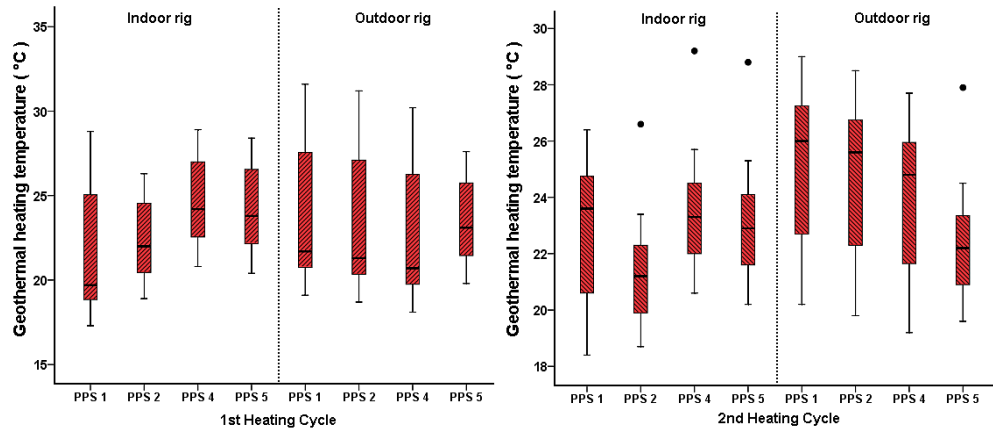 Indoor rig
Outdoor rig
Geothermal heating temperature ( °C)
35
30
25
20
15
PPS 1 PPS 2 PPS 4 PPS 5 PPS 1 PPS 2 PPS 4 PPS 5
1st Heating Cycle
Indoor rig
Outdoor rig
Geothermal heating temperature ( °C)
30
28
26
24
22
20
18
PPS 1 PPS 2 PPS 4 PPS 5 PPS 1 PPS 2 PPS 4 PPS 5
2nd Heating Cycle